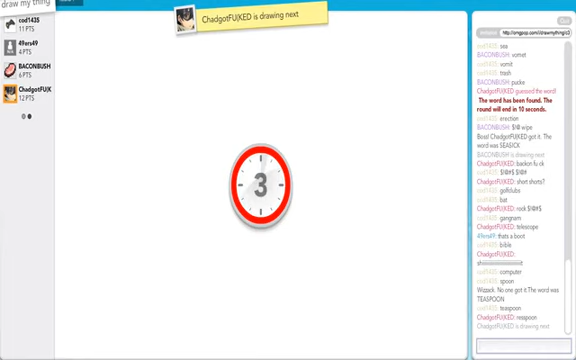 draw my thing
cod1435
11 PTS
49ers49
4 PTS
BACONBUSH
6 PTS
ChadgotFU(K
12 PTS
ChadgotFU(KED is drawing next
3
Quit
cod1435: sea
BACONBUSH: vomet
cod1435: vomit
cod1435: trash
BACONBUSH: pucke
ChadgotFU(KED guessed the word!
The word has been found. The
round will end in 10 seconds.
cod1435: erection
BACONBUSH: $!@ wipe
Boss! ChadgotFU(KED got it. The
word was SEASICK
BACONBUSH is drawing next
ChadgotFU(KED: backon fu ck
cod1435: $!@!#$ $!@#
ChadgotFU(KED: short shorts?
cod1435: golfclubs
cod1435: bat
ChadgotFU(KED: rock $!@#$
cod1435: gangnam
ChadgotFU(KED: telesoupe
49ers49: thats a boot
cod1435: bible
ChadgotFU(KED:
cod1435: computer
cod1435: spoon
Wizzack. No one got it The word was
TEASPOON
cod1435: teaspoon
ChadgotFU(KED: resspoon
ChadgotFU(KED is drawing next